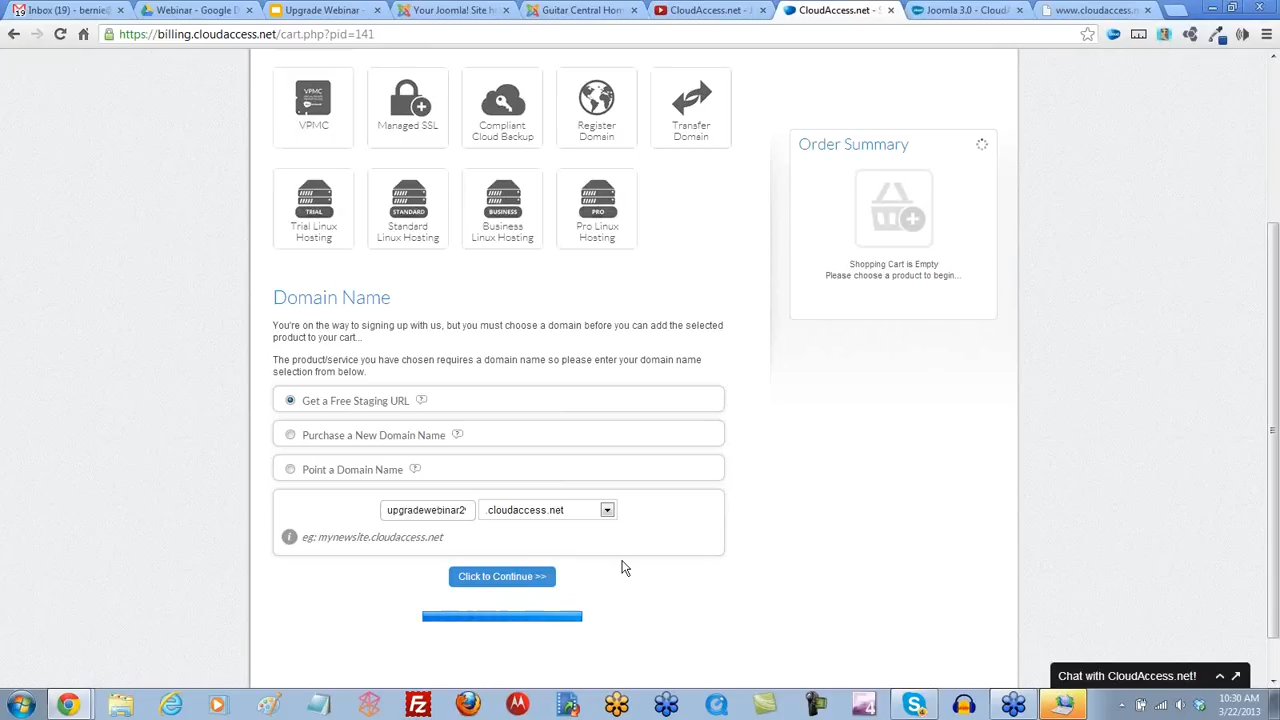 Inbox (19) - bernie@
Webinar - Google D
Upgrade Webinar -
Your Joomla! Site h
Guitar Central Hom
CloudAccess.net - J
CloudAccess.net - S
Joomla 3.0 - CloudA
www.cloudaccess.n
https://billing.cloudaccess.net/cart.php?pid=141
VPMC
VPMC
Managed SSL
Compliant
Cloud Backup
Register
Domain
Transfer
Domain
Order Summary
TRIAL
Trial Linux
Hosting
STANDARD
Standard
Linux Hosting
BUSINESS
Business
Linux Hosting
PRO
Pro Linux
Hosting
Shopping Cart is Empty
Please choose a product to begin...
Domain Name
You're on the way to signing up with us, but you must choose a domain before you can add the selected
product to your cart...
The product/service you have chosen requires a domain name so please enter your domain name
selection from below.
Get a Free Staging URL
Purchase a New Domain Name
Point a Domain Name
upgradewebinar2
.cloudaccess.net
eg: mynewsite.cloudaccess.net
Click to Continue >>
Chat with CloudAccess.net!
10:30 AM
3/22/2013